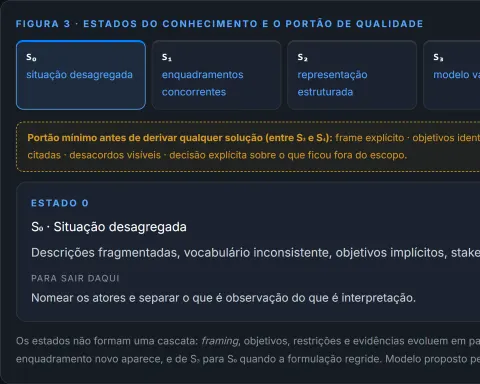 FIGURA 3 · ESTADOS DO CONHECIMENTO E O PORTÃO DE QUALIDADE
S₀
situação desagregada
S₁
enquadramentos
concorrentes
S₂
representação
estruturada
S₃
modelo va
Portão mínimo antes de derivar qualquer solução (entre S₃ e S₄): frame explícito · objetivos ident
citadas · desacordos visíveis · decisão explícita sobre o que ficou fora do escopo.
ESTADO 0
S₀ · Situação desagregada
Descrições fragmentadas, vocabulário inconsistente, objetivos implícitos, stake
PARA SAIR DAQUI
Nomear os atores e separar o que é observação do que é interpretação.
Os estados não formam uma cascata: framing, objetivos, restrições e evidências evoluem em pa
enquadramento novo aparece, e de S₂ para S₀ quando a formulação regride. Modelo proposto pe